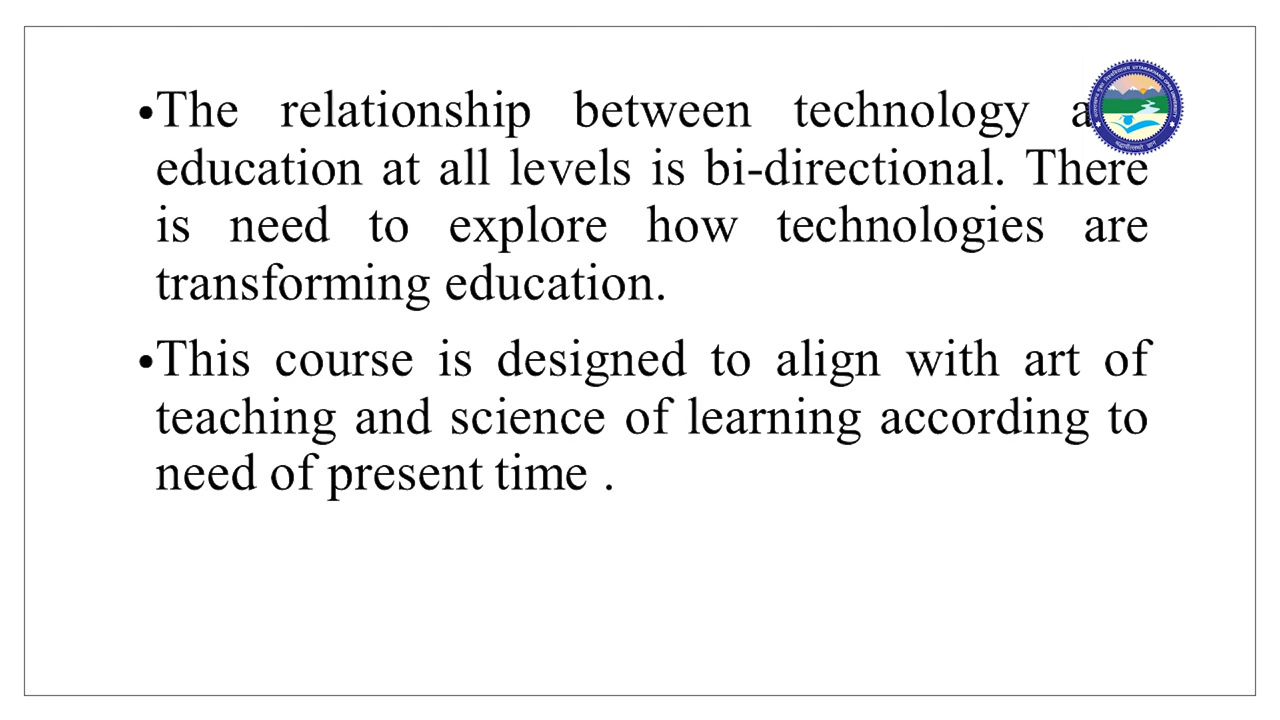 •The relationship between technology
education at all levels is bi-directional. There
is need to explore how technologies are
transforming education.
•This course is designed to align with art of
teaching and science of learning according to
need of present time .